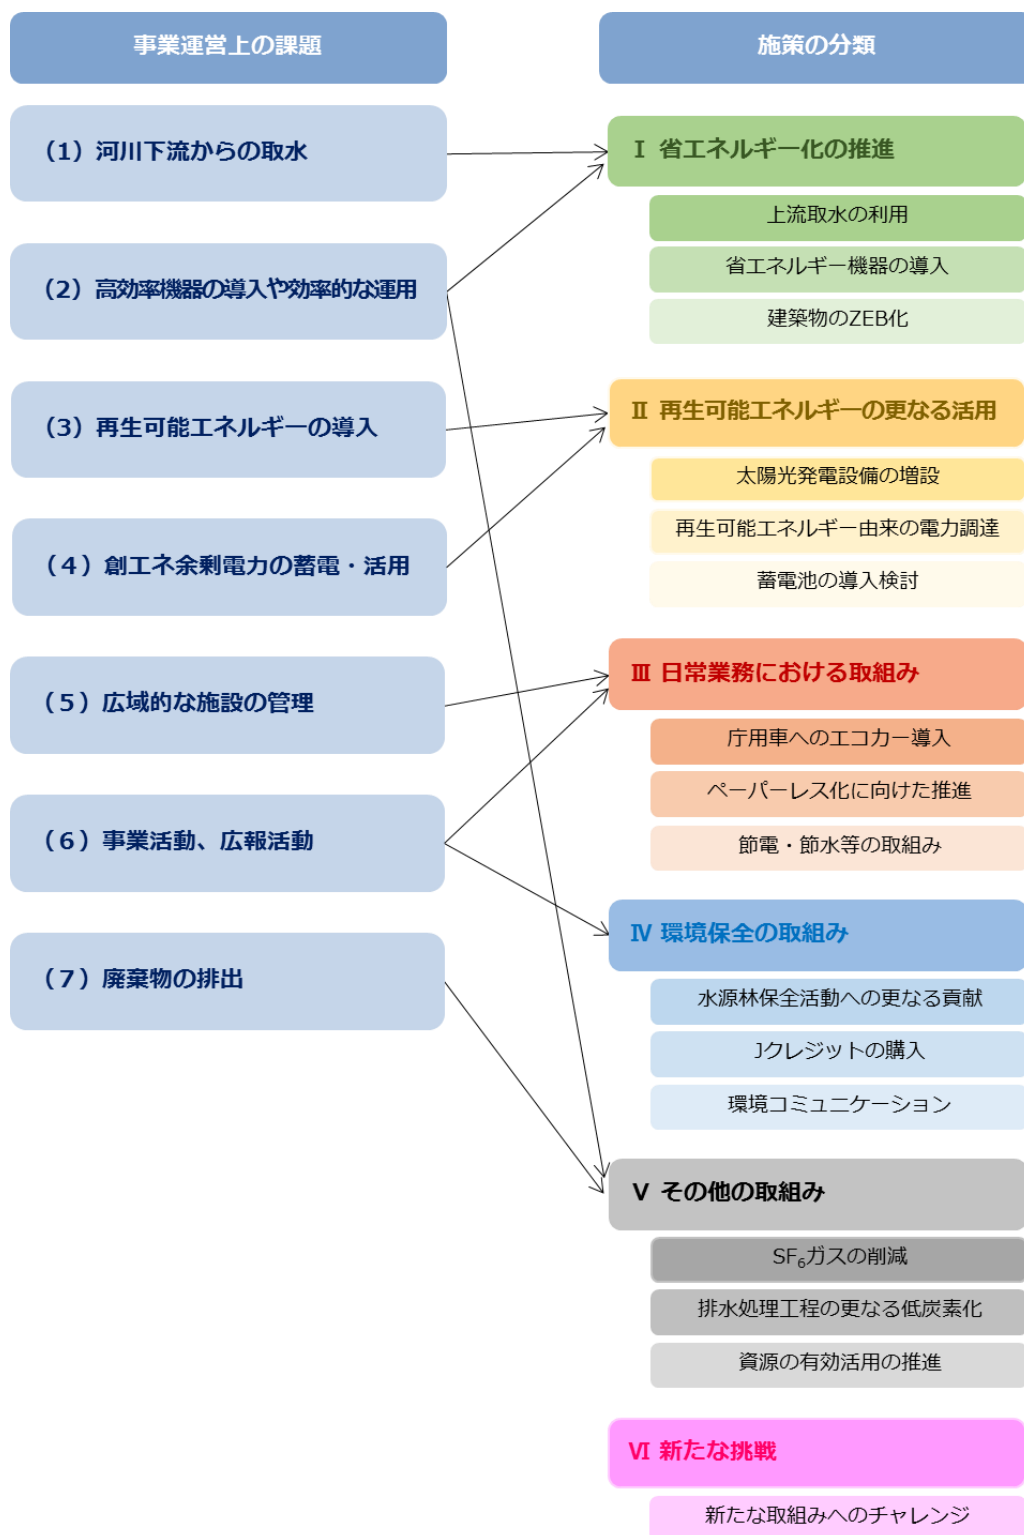 事業運営上の課題
施策の分類
（1）河川下流からの取水
（2）高効率機器の導入や効率的な運用
（3）再生可能エネルギーの導入
（4）創エネ余剰電力の蓄電・活用
（5）広域的な施設の管理
（6）事業活動、広報活動
（7）廃棄物の排出
Ⅰ 省エネルギー化の推進
上流取水の利用
省エネルギー機器の導入
建築物のZEB化
Ⅱ 再生可能エネルギーの更なる活用
太陽光発電設備の増設
再生可能エネルギー由来の電力調達
蓄電池の導入検討
Ⅲ 日常業務における取組み
庁用車へのエコカー導入
ペーパーレス化に向けた推進
節電・節水等の取組み
Ⅳ 環境保全の取組み
水源林保全活動への更なる貢献
Jクレジットの購入
環境コミュニケーション
Ⅴ その他の取組み
SF₆ガスの削減
排水処理工程の更なる低炭素化
資源の有効活用の推進
Ⅵ 新たな挑戦
新たな取組みへのチャレンジ